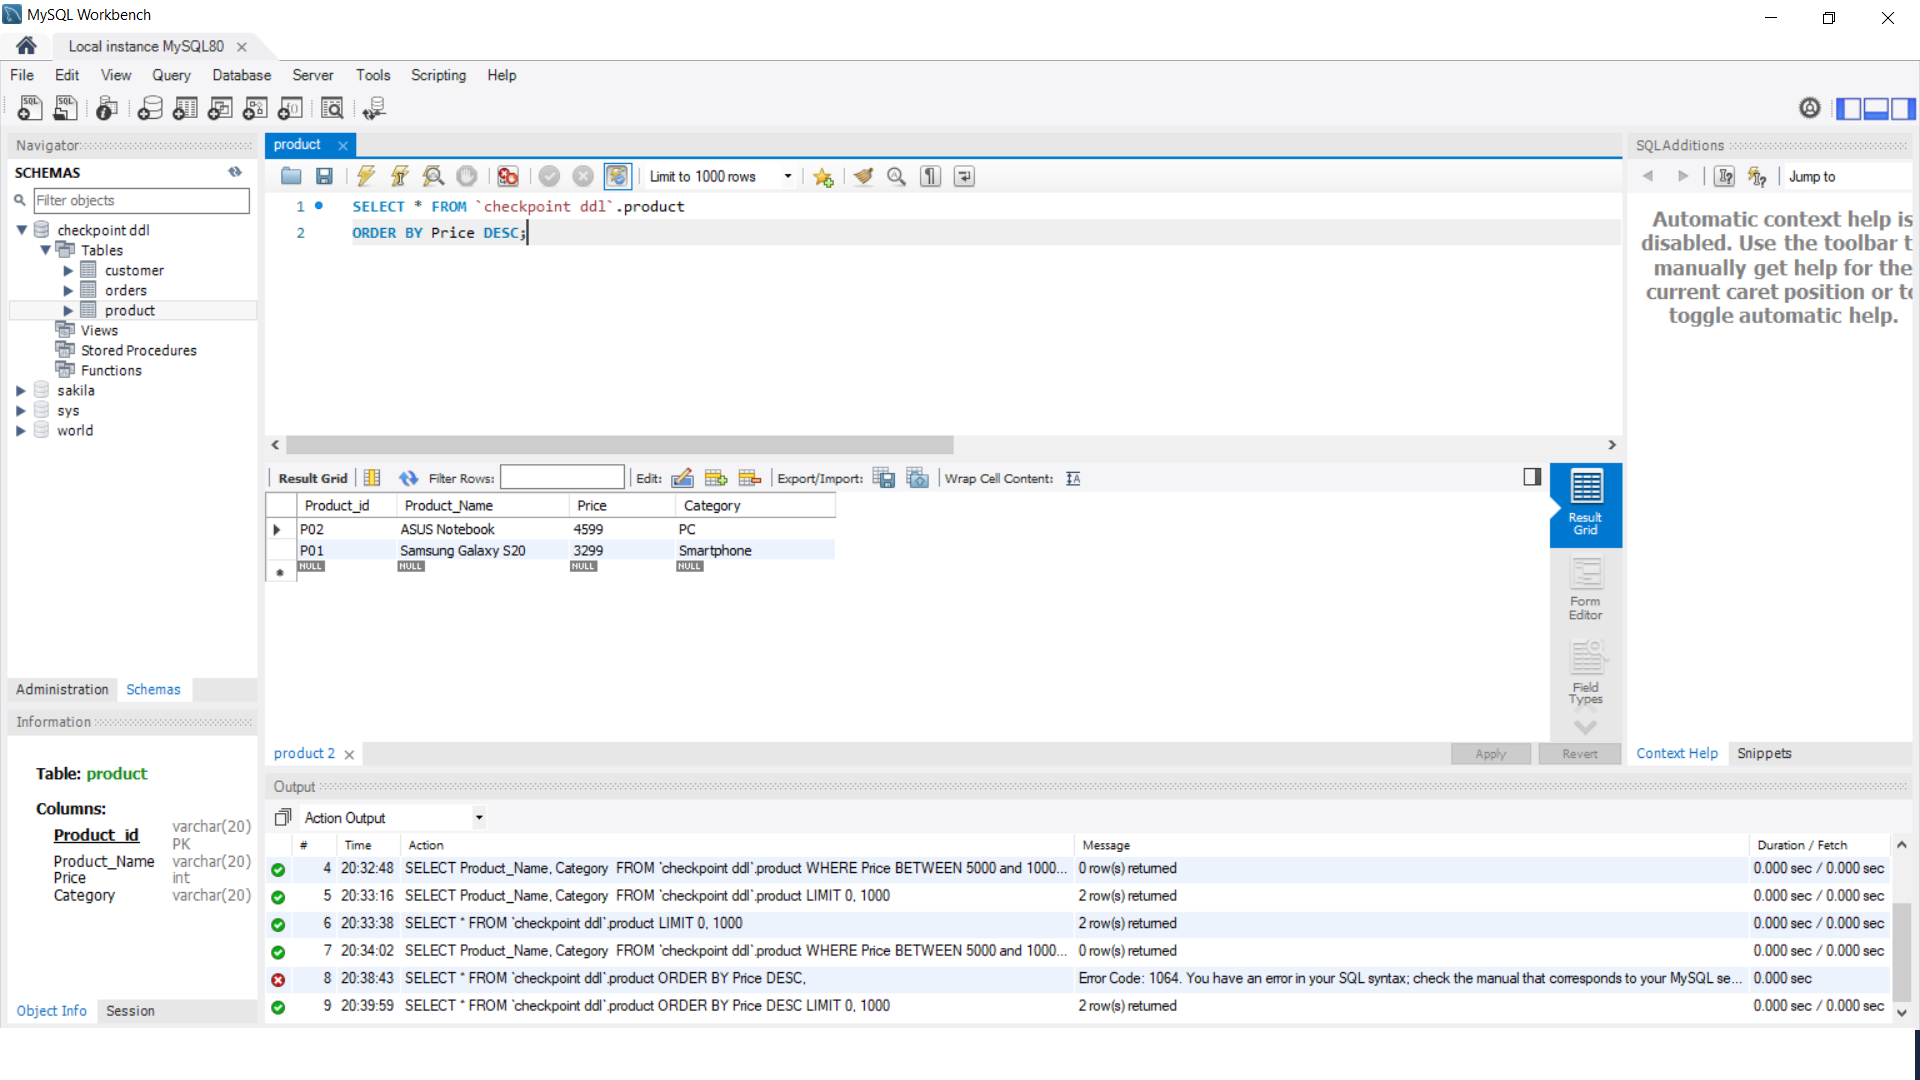 MySQL Workbench
Local instance MySQL80
File Edit View Query Database Server Tools Scripting Help
Navigator
SCHEMAS
Filter objects
checkpoint ddl
Tables
customer
orders
product
Views
Stored Procedures
Functions
sakila
sys
world
Administration Schemas
Information
Table: product
Columns:
Product_id varchar(20) PK
Product_Name varchar(20)
Price int
Category varchar(20)
Object Info Session
product
Limit to 1000 rows
1 SELECT * FROM `checkpoint ddl`.product
2 ORDER BY Price DESC;
Result Grid Filter Rows: Edit: Export/Import: Wrap Cell Content: IA
Product_id Product_Name Price Category
P02 ASUS Notebook 4599 PC
P01 Samsung Galaxy S20 3299 Smartphone
NULL NULL NULL NULL
Result Grid
Form Editor
Field Types
product 2 Apply Revert
Output
Action Output
# Time Action Message Duration / Fetch
4 20:32:48 SELECT Product_Name, Category FROM `checkpoint ddl`.product WHERE Price BETWEEN 5000 and 1000... 0 row(s) returned 0.000 sec / 0.000 sec
5 20:33:16 SELECT Product_Name, Category FROM `checkpoint ddl`.product LIMIT 0, 1000 2 row(s) returned 0.000 sec / 0.000 sec
6 20:33:38 SELECT * FROM `checkpoint ddl`.product LIMIT 0, 1000 2 row(s) returned 0.000 sec / 0.000 sec
7 20:34:02 SELECT Product_Name, Category FROM `checkpoint ddl`.product WHERE Price BETWEEN 5000 and 1000... 0 row(s) returned 0.000 sec / 0.000 sec
8 20:38:43 SELECT * FROM `checkpoint ddl`.product ORDER BY Price DESC, Error Code: 1064. You have an error in your SQL syntax; check the manual that corresponds to your MySQL se... 0.000 sec
9 20:39:59 SELECT * FROM `checkpoint ddl`.product ORDER BY Price DESC LIMIT 0, 1000 2 row(s) returned 0.000 sec / 0.000 sec
SQLAdditions
Jump to
Automatic context help is
disabled. Use the toolbar t
manually get help for the
current caret position or to
toggle automatic help.
Context Help Snippets